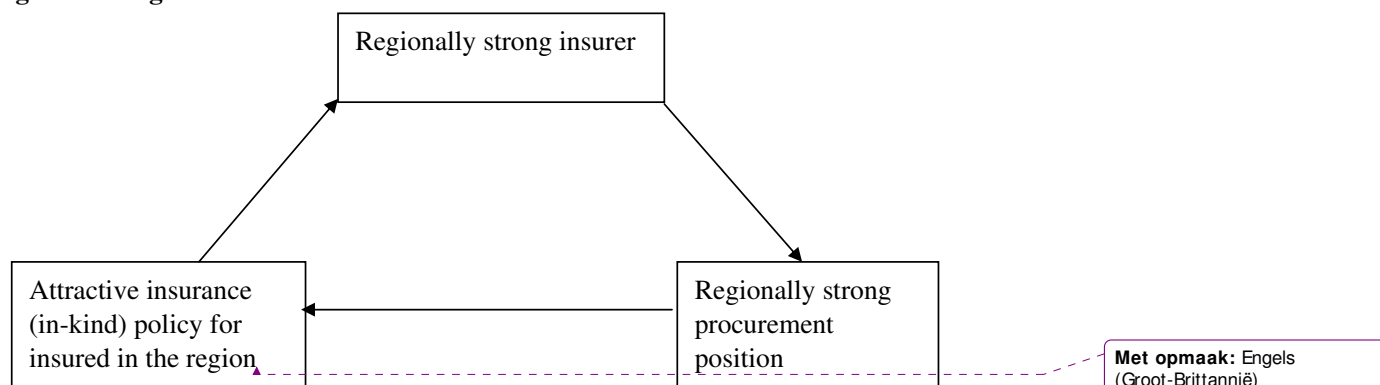 Regionally strong insurer
Attractive insurance
(in-kind) policy for
insured in the region
Regionally strong
procurement
position
Met opmaak: Engels
(Groot-Brittannië)